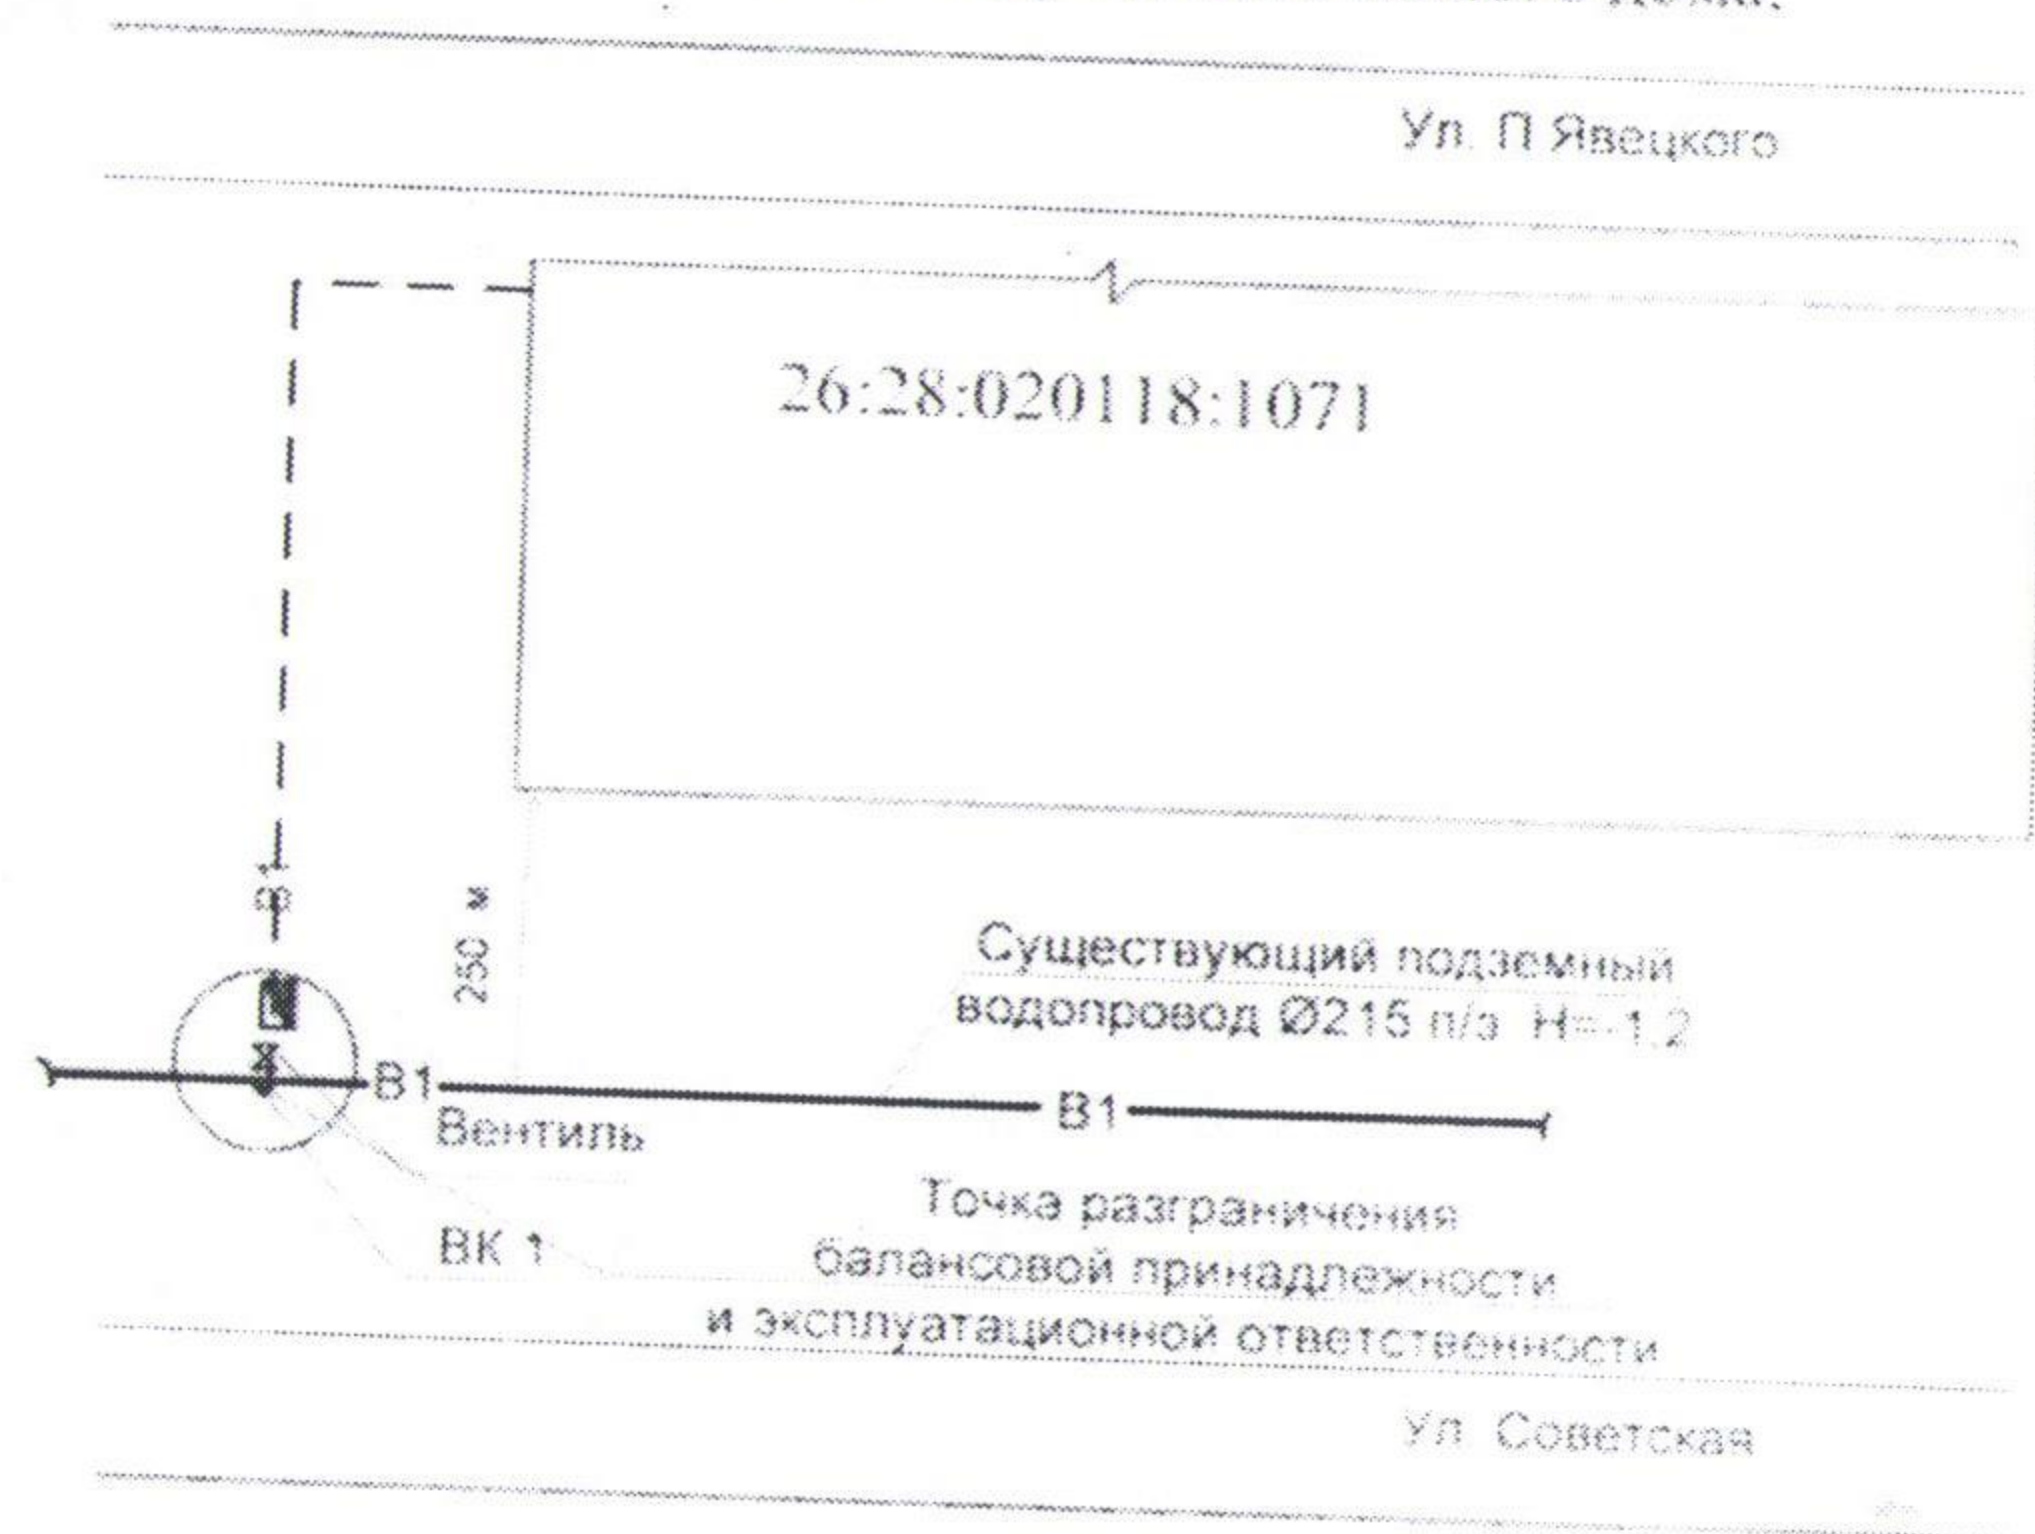 Ул. П Явецкого
26:28:020118:1071
В1
250 м
Существующий подземный
водопровод Ø215 п/э Н=-1,2
В1
В1
Вентиль
Точка разграничения
ВК 1
балансовой принадлежности
и эксплуатационной ответственности
Ул Советская